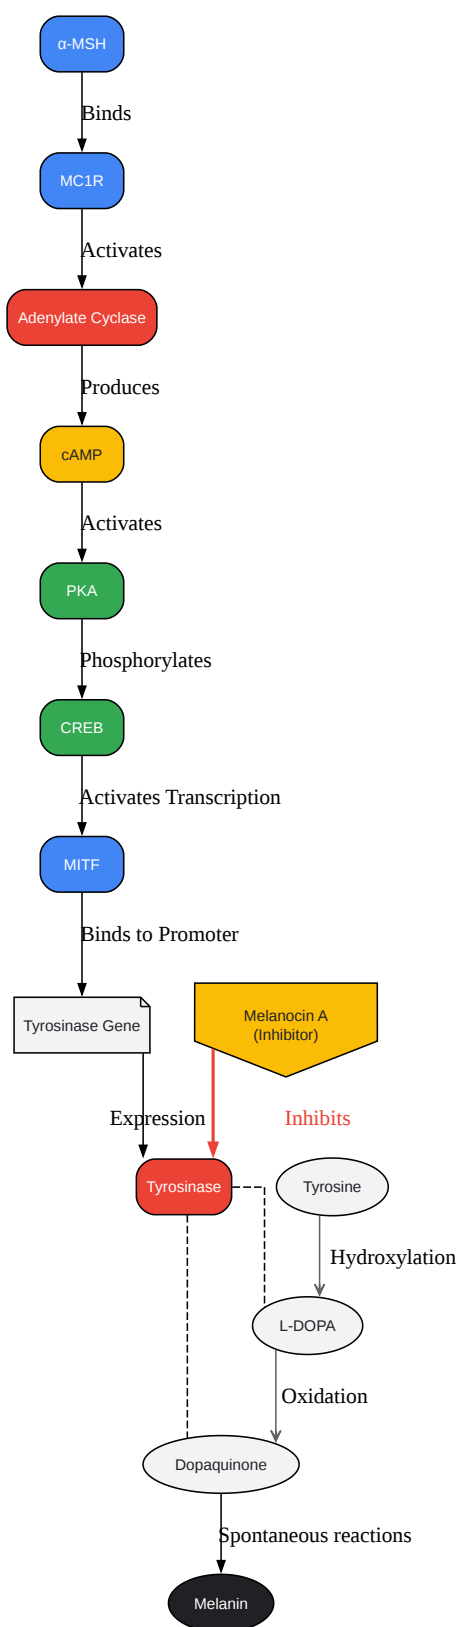 α-MSH
Binds
MC1R
Activates
Adenylate Cyclase
Produces
cAMP
Activates
PKA
Phosphorylates
CREB
Activates Transcription
MITF
Binds to Promoter
Tyrosinase Gene
Melanocin A
(Inhibitor)
Expression
Inhibits
Tyrosinase
Tyrosine
Hydroxylation
L-DOPA
Oxidation
Dopaquinone
Spontaneous reactions
Melanin